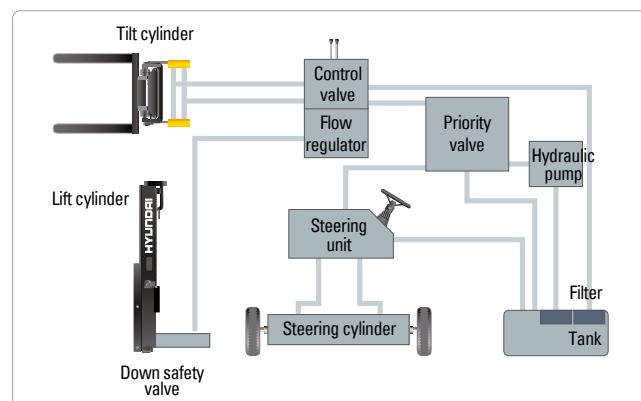 Tilt cylinder
Control
valve
Flow
regulator
Priority
valve
Hydraulic
pump
Lift cylinder
HYUNDAI
Steering
unit
Steering cylinder
Filter
Tank
Down safety
valve